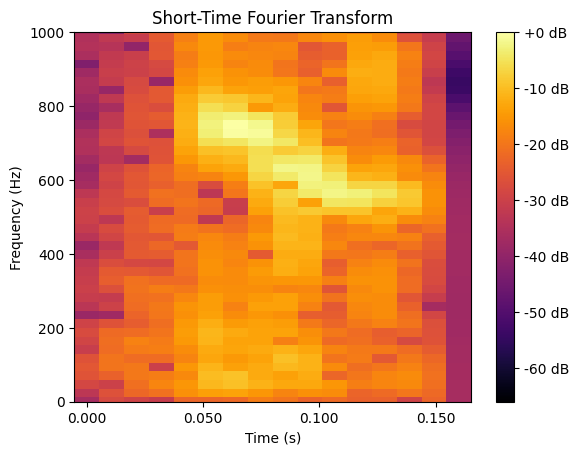 Short-Time Fourier Transform
1000
800
600
400
200
0
Frequency (Hz)
0.000
0.050
0.100
0.150
Time (s)
+0 dB
-10 dB
-20 dB
-30 dB
-40 dB
-50 dB
-60 dB